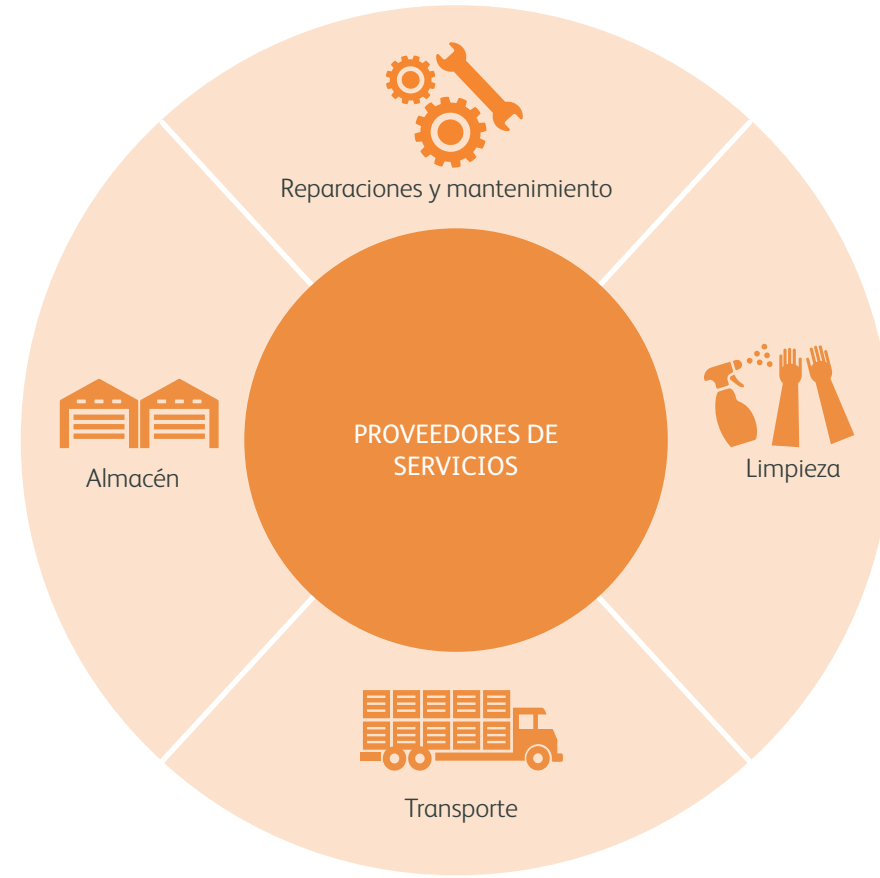 Reparaciones y mantenimiento
PROVEEDORES DE
SERVICIOS
Almacén
Limpieza
Transporte